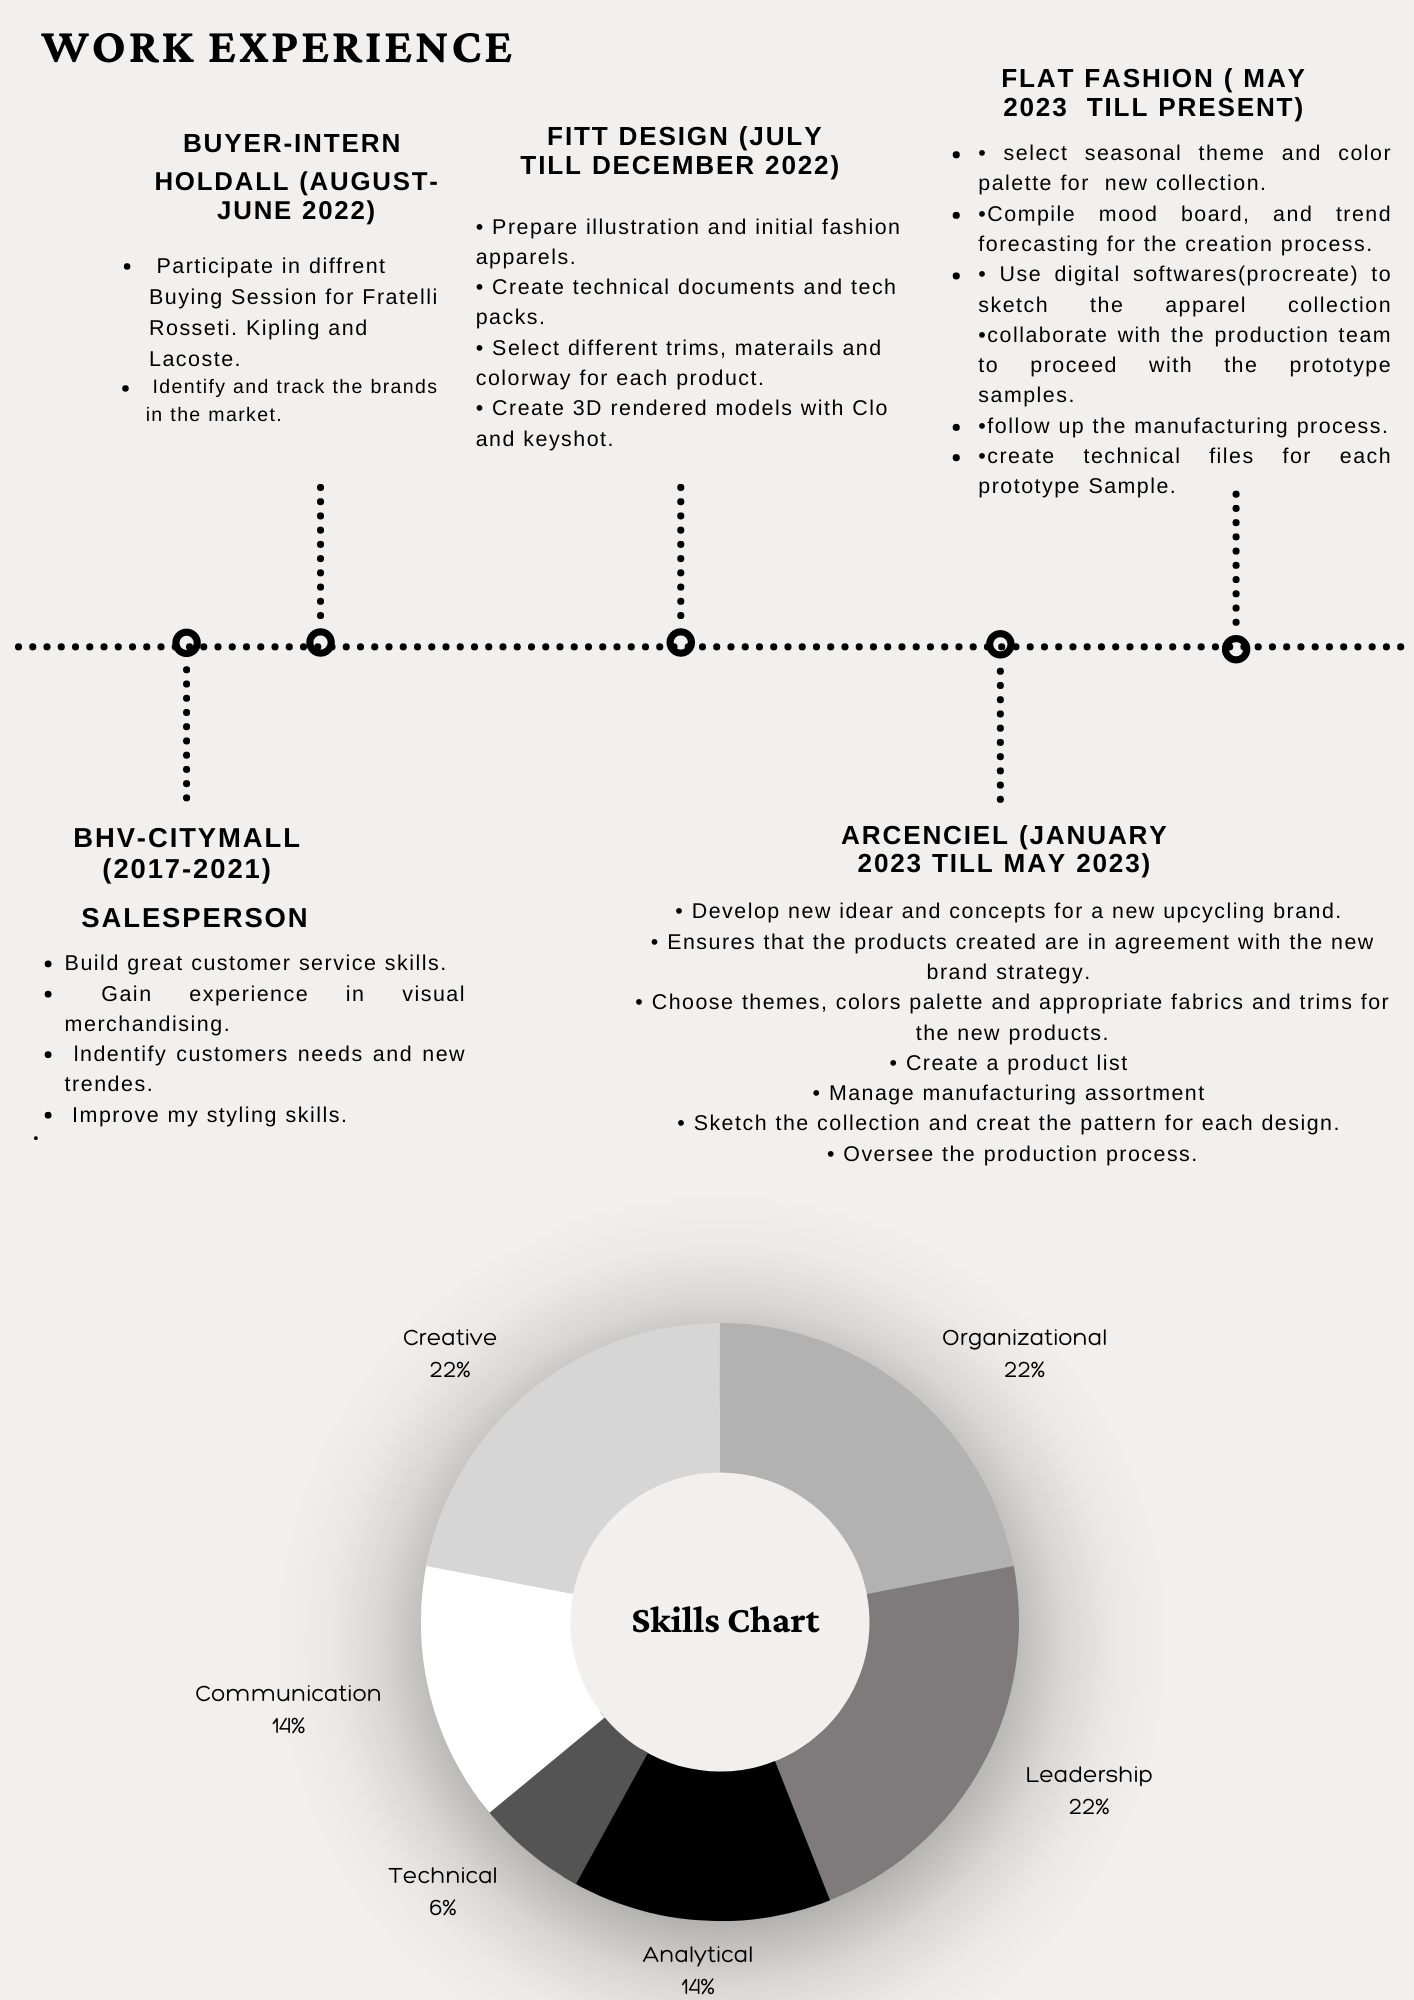 WORK EXPERIENCE
BUYER-INTERN
HOLDALL (AUGUST-
JUNE 2022)
• Participate in diffrent
Buying Session for Fratelli
Rosseti. Kipling and
Lacoste.
• Identify and track the brands
in the market.
FITT DESIGN (JULY
TILL DECEMBER 2022)
• Prepare illustration and initial fashion
apparels.
• Create technical documents and tech
packs.
• Select different trims, materails and
colorway for each product.
• Create 3D rendered models with Clo
and keyshot.
FLAT FASHION ( MAY
2023 TILL PRESENT)
• • select seasonal theme and color
palette for new collection.
• •Compile mood board, and trend
forecasting for the creation process.
• • Use digital softwares(procreate) to
sketch the apparel collection
•collaborate with the production team
to proceed with the prototype
samples.
• •follow up the manufacturing process.
• •create technical files for each
prototype Sample.
BHV-CITYMALL
(2017-2021)
SALESPERSON
• Build great customer service skills.
• Gain experience in visual
merchandising.
• Indentify customers needs and new
trendes.
• Improve my styling skills.
•
ARCENCIEL (JANUARY
2023 TILL MAY 2023)
• Develop new idear and concepts for a new upcycling brand.
• Ensures that the products created are in agreement with the new
brand strategy.
• Choose themes, colors palette and appropriate fabrics and trims for
the new products.
• Create a product list
• Manage manufacturing assortment
• Sketch the collection and creat the pattern for each design.
• Oversee the production process.
Creative
22%
Organizational
22%
Skills Chart
Communication
14%
Leadership
22%
Technical
6%
Analytical
14%